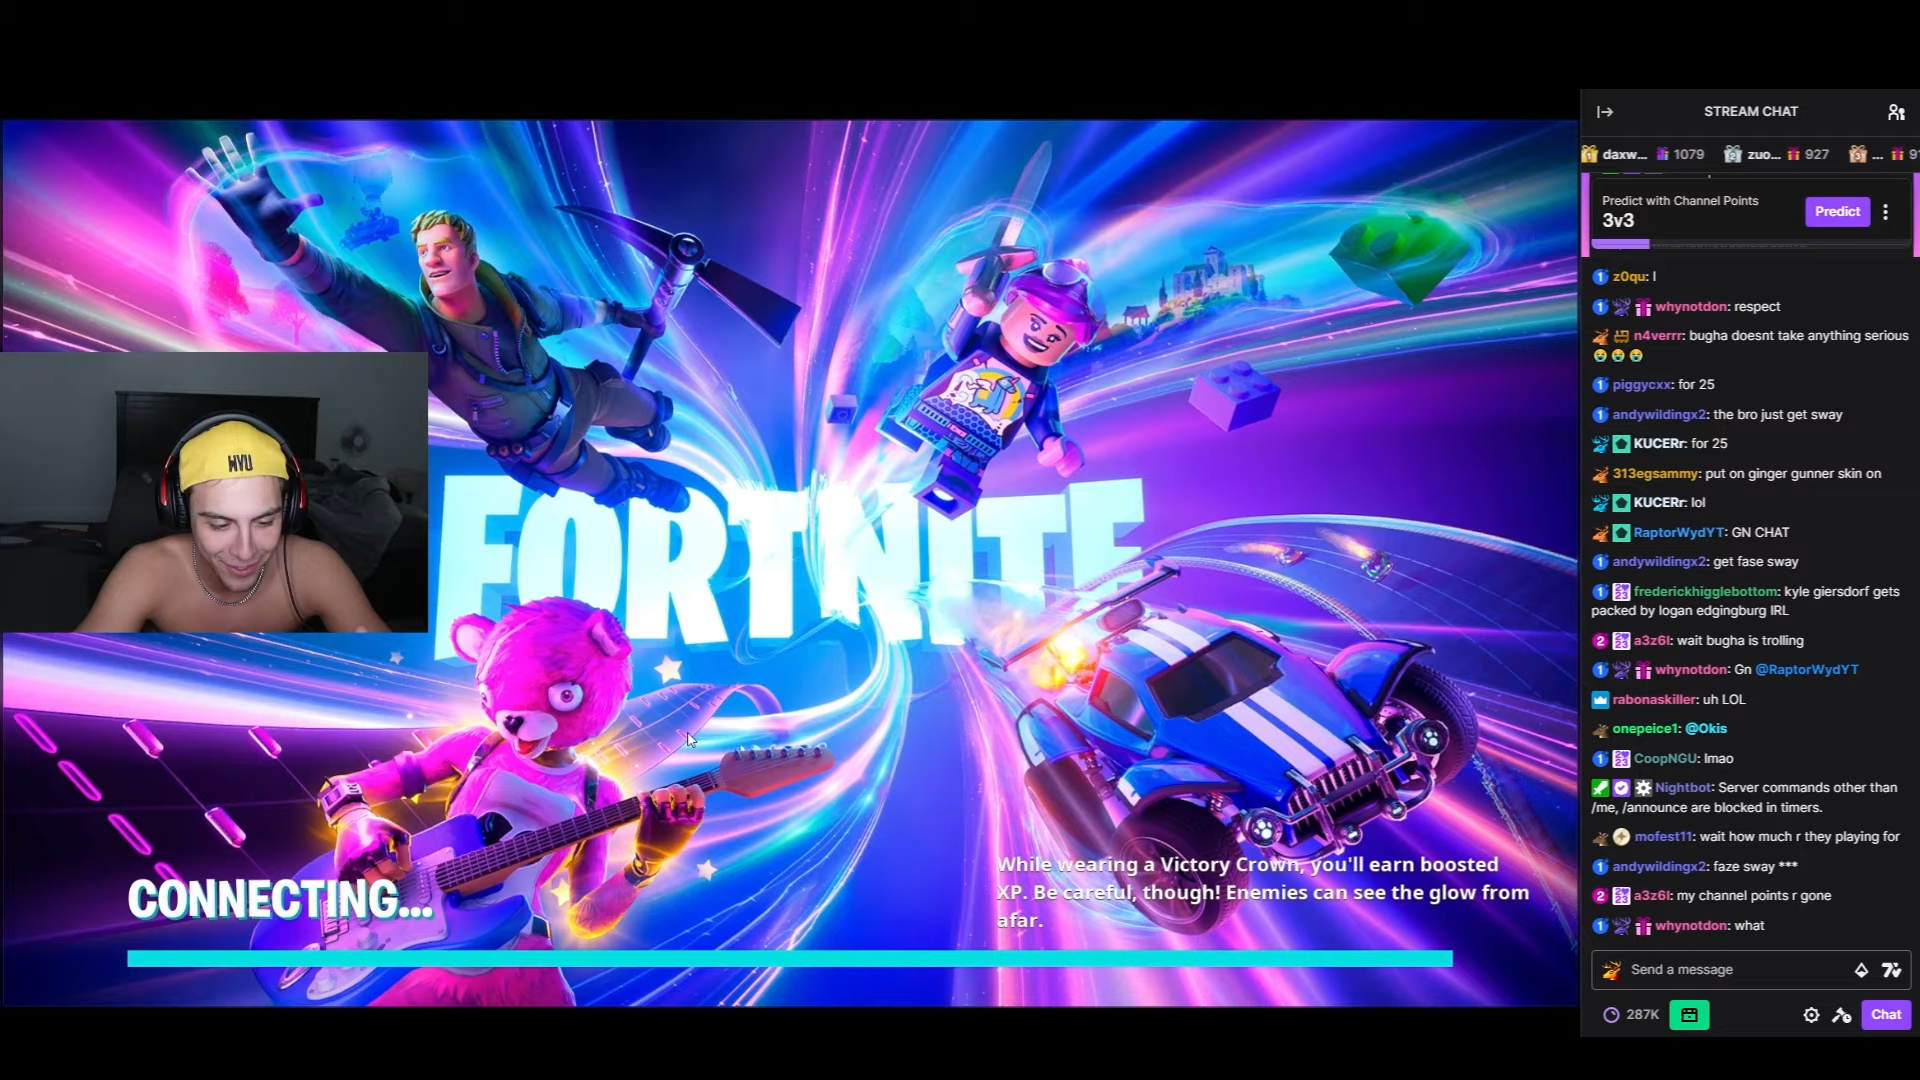 FORTNITE
WVU
CONNECTING...
While wearing a Victory Crown, you'll earn boosted
XP. Be careful, though! Enemies can see the glow from
afar.
STREAM CHAT
daxw... 1079 zuo... 927 ...
Predict with Channel Points
3v3
Predict
z0qu: I
whynotdon: respect
n4verrr: bugha doesnt take anything serious
😭 😭 😭
piggycxx: for 25
andywildingx2: the bro just get sway
KUCERr: for 25
313egsammy: put on ginger gunner skin on
KUCERr: lol
RaptorWydYT: GN CHAT
andywildingx2: get fase sway
frederickhigglebottom: kyle giersdorf gets
packed by logan edgingburg IRL
a3z6l: wait bugha is trolling
whynotdon: Gn @RaptorWydYT
rabonaskiller: uh LOL
onepeice1: @Okis
CoopNGU: lmao
Nightbot: Server commands other than
/me, /announce are blocked in timers.
mofest11: wait how much r they playing for
andywildingx2: faze sway ***
a3z6l: my channel points r gone
whynotdon: what
Send a message
287K
Chat